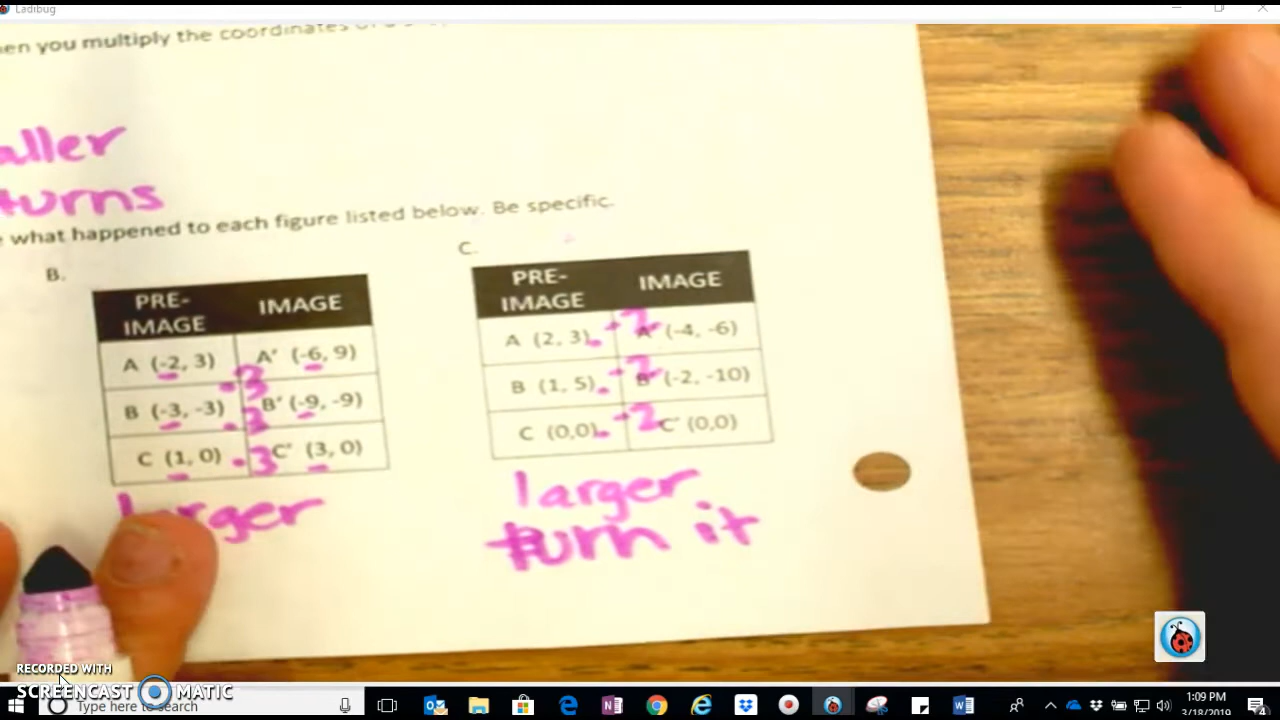 Ladibug
en you multiply the coordinates of a
aller
turns
what happened to each figure listed below. Be specific.
B.
PRE-IMAGE IMAGE
A (-2, 3) A' (-6, 9)
·3
B (-3, -3) B' (-9, -9)
·3
C (1, 0) ·3 C' (3, 0)
larger
C.
PRE-IMAGE IMAGE
A (2, 3) ·-2 A' (-4, -6)
B (1, 5) ·-2 B' (-2, -10)
C (0,0) ·-2 C' (0,0)
larger
turn it
RECORDED WITH
SCREENCAST MATIC
Type here to search
1:09 PM
3/18/2019